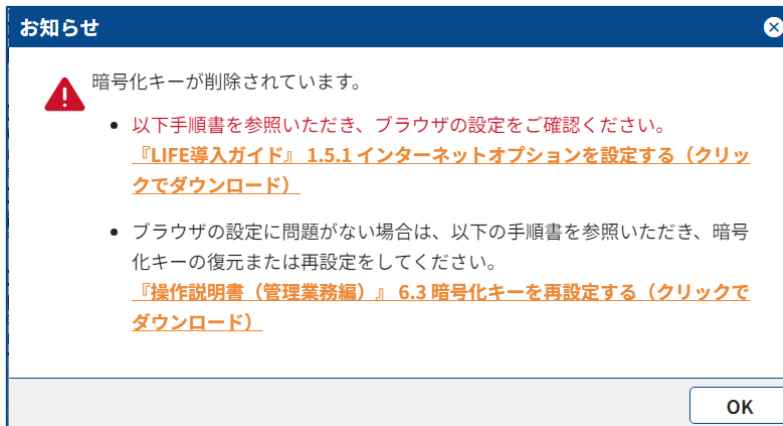 お知らせ
暗号化キーが削除されています。
以下手順書を参照いただき、ブラウザの設定をご確認ください。
『LIFE導入ガイド』 1.5.1 インターネットオプションを設定する（クリッ
クでダウンロード）
ブラウザの設定に問題がない場合は、以下の手順書を参照いただき、暗号
化キーの復元または再設定をしてください。
『操作説明書（管理業務編）』 6.3 暗号化キーを再設定する（クリックで
ダウンロード）
OK